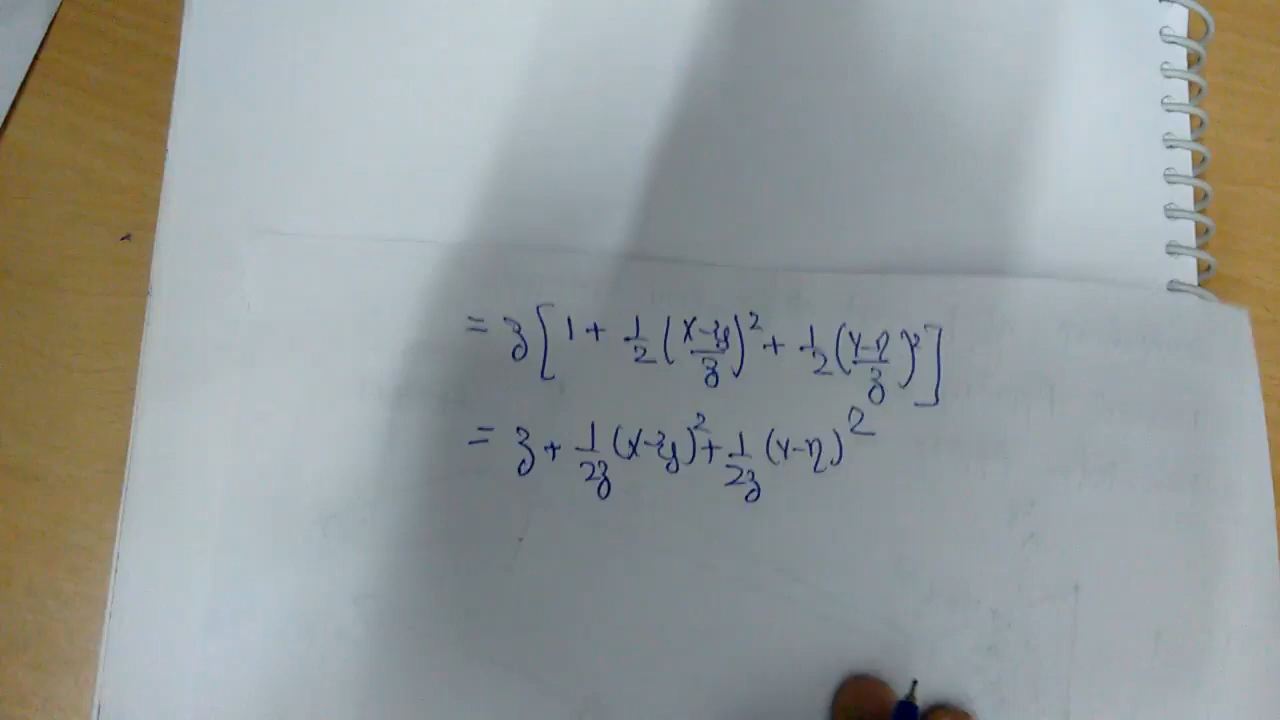 = z [ 1 + 1/2 ( (x-ξ)/z )² + 1/2 ( (y-η)/z )² ]
= z + 1/2z (x-ξ)² + 1/2z (y-η)²